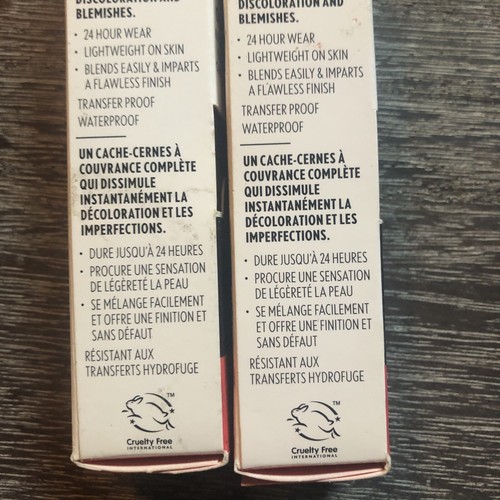 DISCOLORATION AND
BLEMISHES.
• 24 HOUR WEAR
• LIGHTWEIGHT ON SKIN
• BLENDS EASILY & IMPARTS
A FLAWLESS FINISH
TRANSFER PROOF
WATERPROOF
UN CACHE-CERNES À
COUVRANCE COMPLÈTE
QUI DISSIMULE
INSTANTANÉMENT LA
DÉCOLORATION ET LES
IMPERFECTIONS.
• DURE JUSQU'À 24 HEURES
• PROCURE UNE SENSATION
DE LÉGÈRETÉ LA PEAU
• SE MÉLANGE FACILEMENT
ET OFFRE UNE FINITION ET
SANS DÉFAUT
RÉSISTANT AUX
TRANSFERTS HYDROFUGE
TM
Cruelty Free
INTERNATIONAL
DISCOLORATION AND
BLEMISHES.
• 24 HOUR WEAR
• LIGHTWEIGHT ON SKIN
• BLENDS EASILY & IMPARTS
A FLAWLESS FINISH
TRANSFER PROOF
WATERPROOF
UN CACHE-CERNES À
COUVRANCE COMPLÈTE
QUI DISSIMULE
INSTANTANÉMENT LA
DÉCOLORATION ET LES
IMPERFECTIONS.
• DURE JUSQU'À 24 HEURES
• PROCURE UNE SENSATION
DE LÉGÈRETÉ LA PEAU
• SE MÉLANGE FACILEMENT
ET OFFRE UNE FINITION ET
SANS DÉFAUT
RÉSISTANT AUX
TRANSFERTS HYDROFUGE
TM
Cruelty Free
INTERNATIONAL